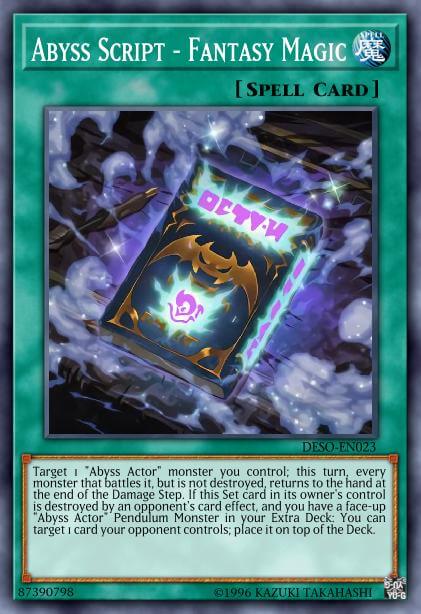 Abyss Script - Fantasy Magic
SPELL
魔
[ Spell Card ]
DESO-EN023
Target 1 "Abyss Actor" monster you control; this turn, every
monster that battles it, but is not destroyed, returns to the hand at
the end of the Damage Step. If this Set card in its owner's control
is destroyed by an opponent's card effect, and you have a face-up
"Abyss Actor" Pendulum Monster in your Extra Deck: You can
target 1 card your opponent controls; place it on top of the Deck.
87390798
©1996 KAZUKI TAKAHASHI